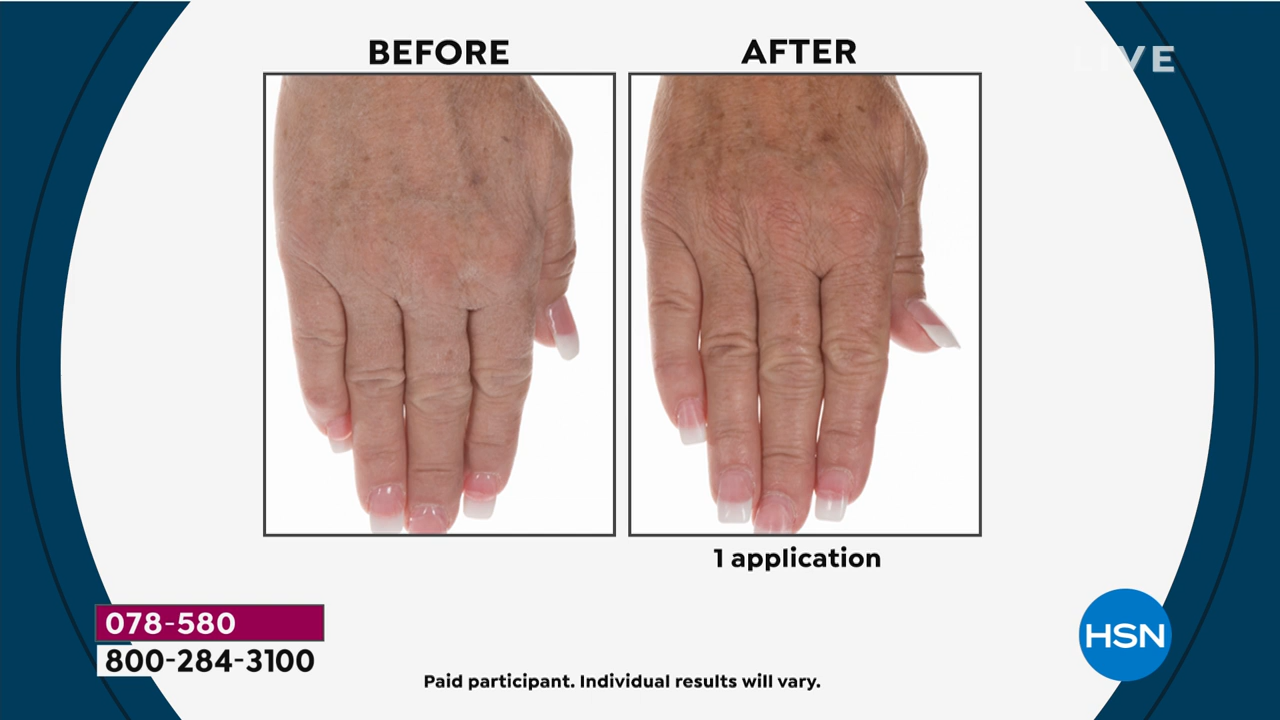 BEFORE
AFTER
LIVE
1 application
078-580
800-284-3100
HSN
Paid participant. Individual results will vary.